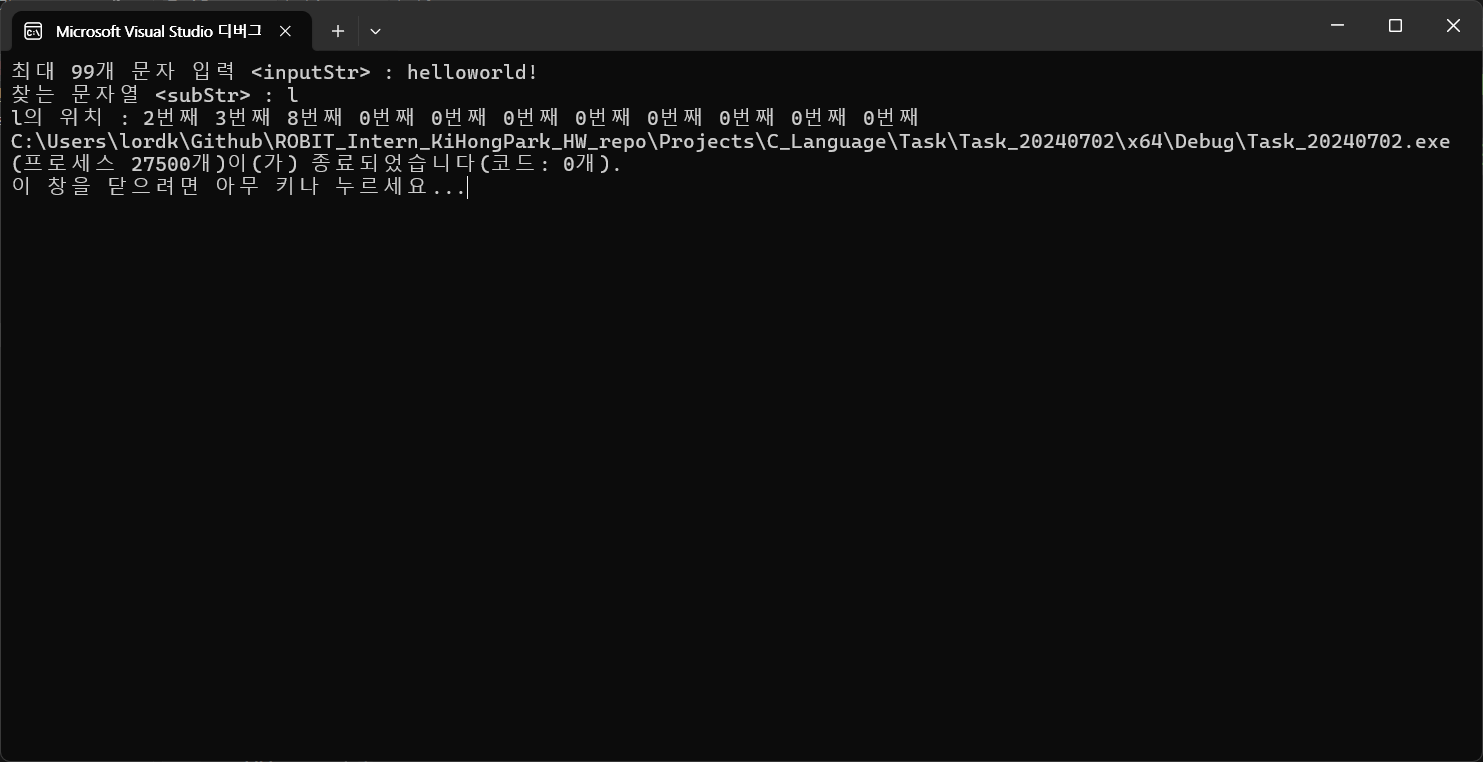 Microsoft Visual Studio 디버그
최대 99개 문자 입력 <inputStr> : helloworld!
찾는 문자열 <subStr> : l
l의 위치 : 2번째 3번째 8번째 0번째 0번째 0번째 0번째 0번째 0번째 0번째 0번째
C:\Users\lordk\Github\ROBIT_Intern_KiHongPark_HW_repo\Projects\C_Language\Task\Task_20240702\x64\Debug\Task_20240702.exe
(프로세스 27500개)이(가) 종료되었습니다(코드: 0개).
이 창을 닫으려면 아무 키나 누르세요...